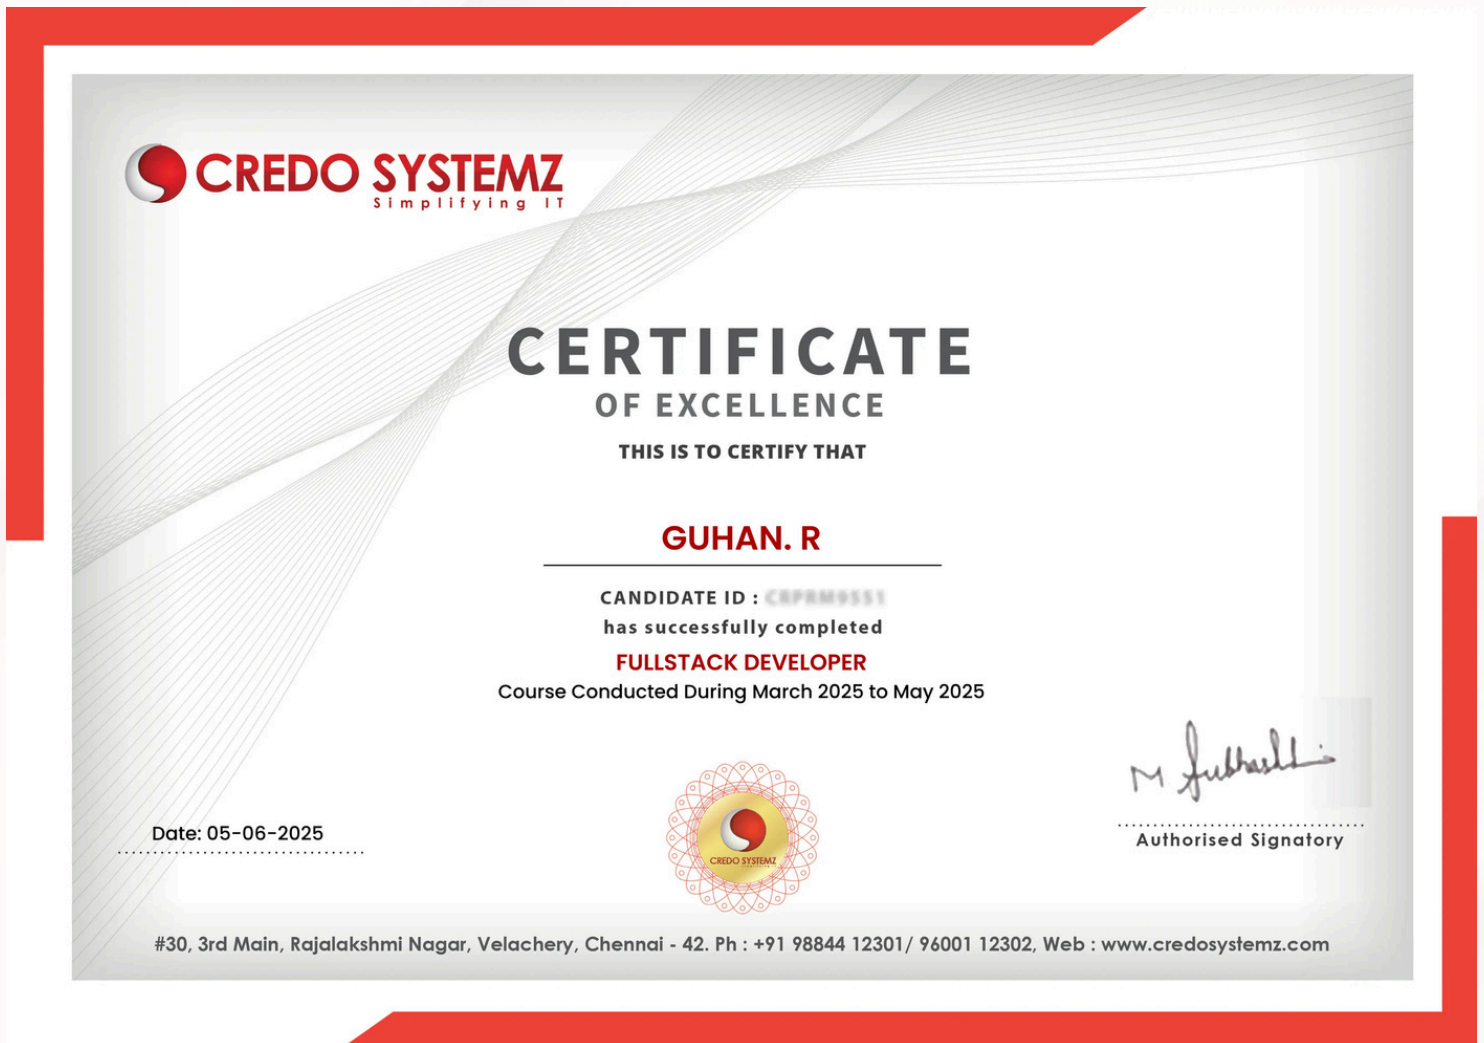 CREDO SYSTEMZ
Simplifying IT
CERTIFICATE
OF EXCELLENCE
THIS IS TO CERTIFY THAT
GUHAN. R
CANDIDATE ID :
has successfully completed
FULLSTACK DEVELOPER
Course Conducted During March 2025 to May 2025
CREDO SYSTEMZ
Date: 05-06-2025
Authorised Signatory
#30, 3rd Main, Rajalakshmi Nagar, Velachery, Chennai - 42. Ph : +91 98844 12301/ 96001 12302, Web : www.credosystemz.com